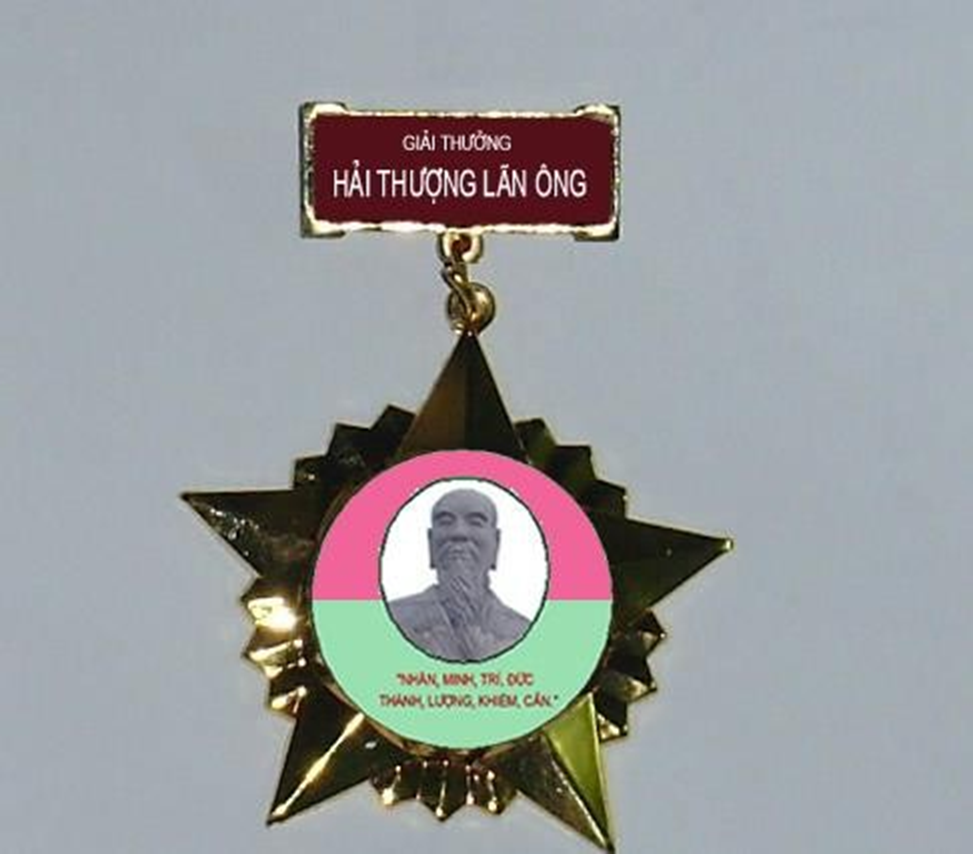 GIẢI THƯỞNG
HẢI THƯỢNG LÃN ÔNG
"NHÂN, MINH, TRÍ, ĐỨC
THÀNH, LƯỢNG, KHIÊM, CẦN."